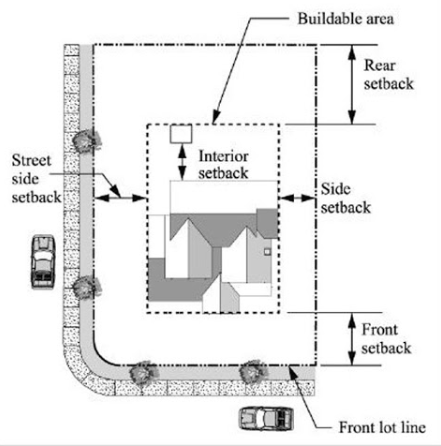 Buildable area
Rear
setback
Interior
setback
Street
side
setback
Side
setback
Front
setback
Front lot line